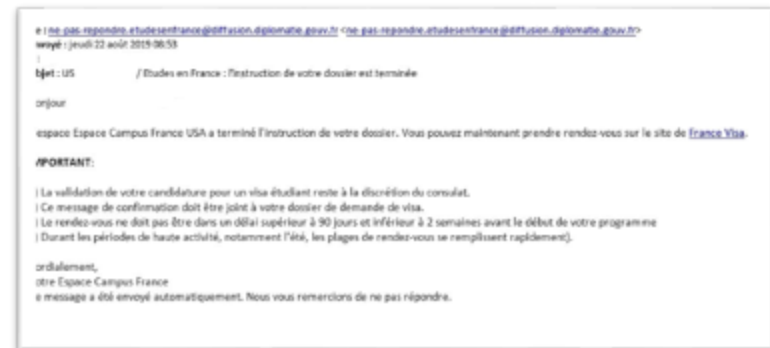 e : ne-pas-repondre.etudesenfrance@diffusion.diplomatie.gouv.fr <ne-pas-repondre.etudesenfrance@diffusion.diplomatie.gouv.fr>
nvoyé : jeudi 22 août 2019 08:53
:
bjet : US / Etudes en France : l'instruction de votre dossier est terminée
onjour
espace Espace Campus France USA a terminé l'instruction de votre dossier. Vous pouvez maintenant prendre rendez-vous sur le site de France Visa.
MPORTANT:
) La validation de votre candidature pour un visa étudiant reste à la discrétion du consulat.
) Ce message de confirmation doit être joint à votre dossier de demande de visa.
) Le rendez-vous ne doit pas être dans un délai supérieur à 90 jours et inférieur à 2 semaines avant le début de votre programme
) Durant les périodes de haute activité, notamment l'été, les plages de rendez-vous se remplissent rapidement).
ordialement,
otre Espace Campus France
e message a été envoyé automatiquement. Nous vous remercions de ne pas répondre.